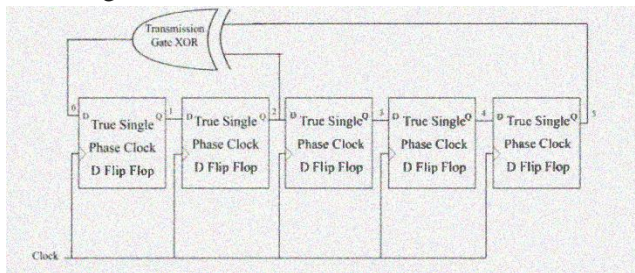 Transmission
Gate XOR
6 1 2 3 4 5
D Q D Q D Q D Q D Q
True Single True Single True Single True Single True Single
Phase Clock Phase Clock Phase Clock Phase Clock Phase Clock
D Flip Flop D Flip Flop D Flip Flop D Flip Flop D Flip Flop
Clock